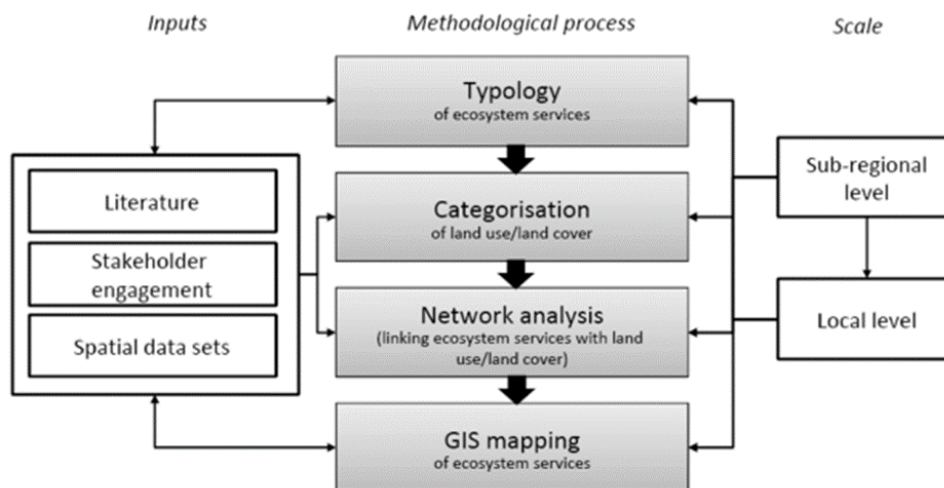 Inputs
Methodological process
Scale
Typology
of ecosystem services
Sub-regional
level
Literature
Categorisation
of land use/land cover
Stakeholder
engagement
Network analysis
(linking ecosystem services with land
use/land cover)
Local level
Spatial data sets
GIS mapping
of ecosystem services